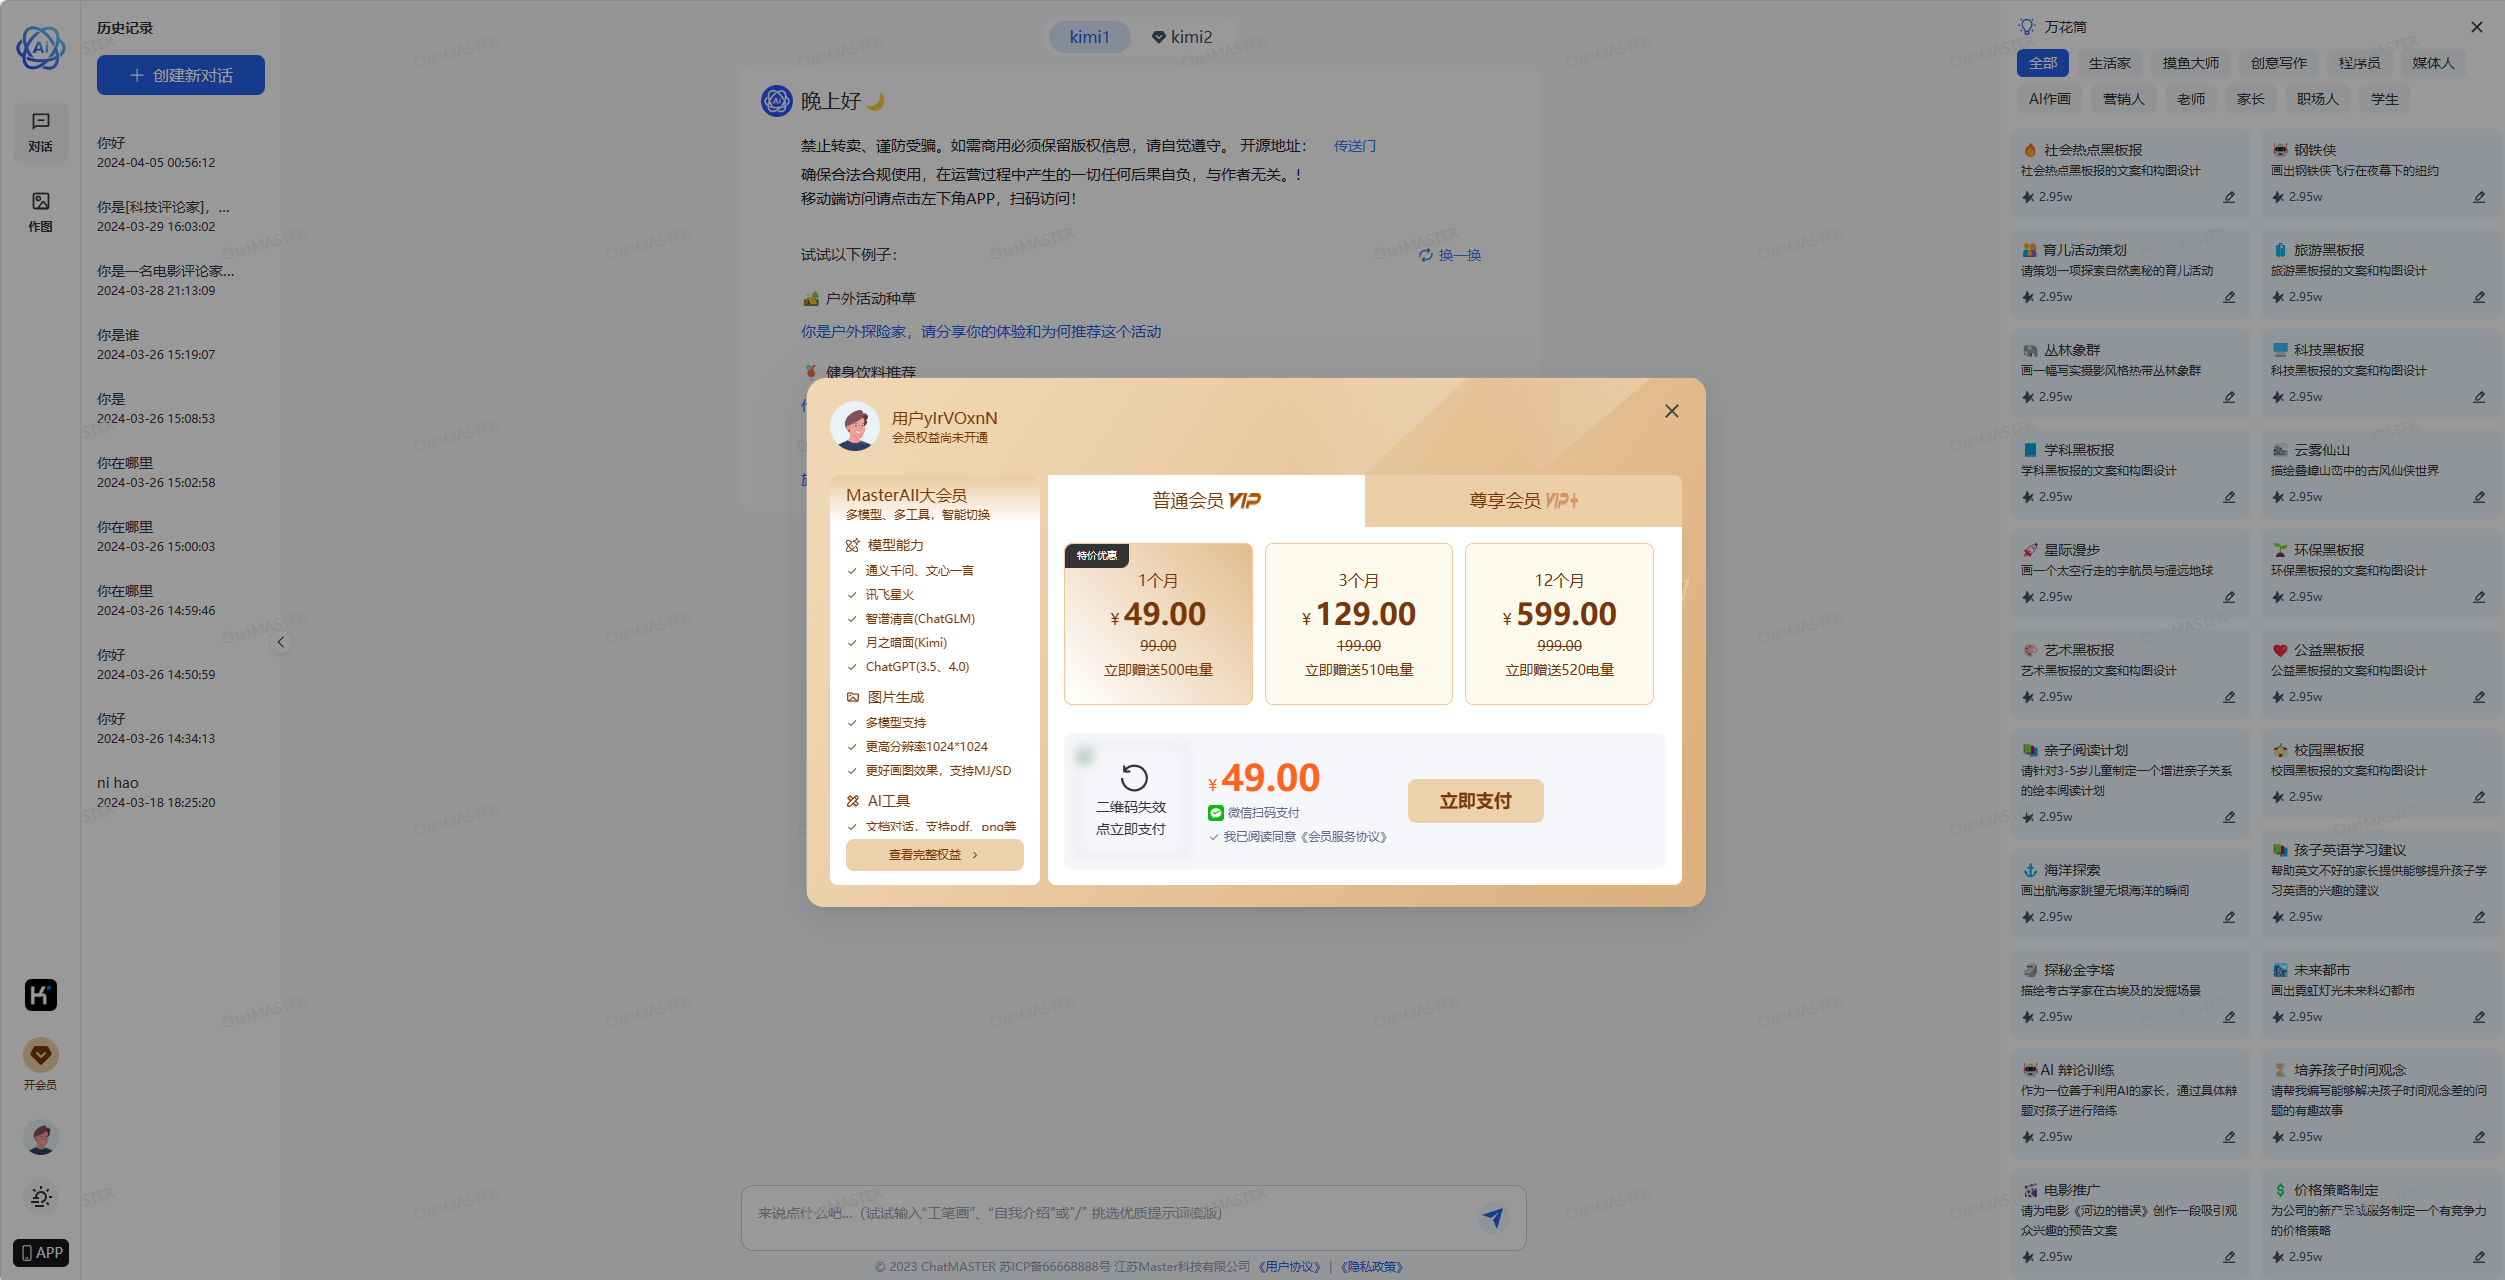 Ai
对话
作图
开会员
APP
历史记录
创建新对话
你好
2024-04-05 00:56:12
你是[科技评论家]，...
2024-03-29 16:03:02
你是一名电影评论家...
2024-03-28 21:13:09
你是谁
2024-03-26 15:19:07
你是
2024-03-26 15:08:53
你在哪里
2024-03-26 15:02:58
你在哪里
2024-03-26 15:00:03
你在哪里
2024-03-26 14:59:46
你好
2024-03-26 14:50:59
你好
2024-03-26 14:34:13
ni hao
2024-03-18 18:25:20
kimi1 kimi2
晚上好
禁止转卖、谨防受骗。如需商用必须保留版权信息，请自觉遵守。 开源地址： 传送门
确保合法合规使用，在运营过程中产生的一切任何后果自负，与作者无关。!
移动端访问请点击左下角APP，扫码访问！
试试以下例子： 换一换
户外活动种草
你是户外探险家，请分享你的体验和为何推荐这个活动
健身饮料推荐
用户yIrVOxnN
会员权益尚未开通
MasterAll大会员
多模型、多工具，智能切换
模型能力
通义千问、文心一言
讯飞星火
智谱清言(ChatGLM)
月之暗面(Kimi)
ChatGPT(3.5、4.0)
图片生成
多模型支持
更高分辨率1024*1024
更好画图效果，支持MJ/SD
AI工具
文档对话，支持pdf、png等
查看完整权益
普通会员 VIP
尊享会员 VIP+
特价优惠
1个月
¥ 49.00
99.00
立即赠送500电量
3个月
¥ 129.00
199.00
立即赠送510电量
12个月
¥ 599.00
999.00
立即赠送520电量
二维码失效
点立即支付
¥ 49.00
微信扫码支付
我已阅读同意《会员服务协议》
立即支付
来说点什么吧...（试试输入“工笔画”、“自我介绍”或"/" 挑选优质提示词模版)
© 2023 ChatMASTER 苏ICP备66668888号 江苏Master科技有限公司 《用户协议》 | 《隐私政策》
万花筒
全部 生活家 摸鱼大师 创意写作 程序员 媒体人
AI作画 营销人 老师 家长 职场人 学生
社会热点黑板报
社会热点黑板报的文案和构图设计
2.95w
钢铁侠
画出钢铁侠飞行在夜幕下的纽约
2.95w
育儿活动策划
请策划一项探索自然奥秘的育儿活动
2.95w
旅游黑板报
旅游黑板报的文案和构图设计
2.95w
丛林象群
画一幅写实摄影风格热带丛林象群
2.95w
科技黑板报
科技黑板报的文案和构图设计
2.95w
学科黑板报
学科黑板报的文案和构图设计
2.95w
云雾仙山
描绘叠嶂山峦中的古风仙侠世界
2.95w
星际漫步
画一个太空行走的宇航员与遥远地球
2.95w
环保黑板报
环保黑板报的文案和构图设计
2.95w
艺术黑板报
艺术黑板报的文案和构图设计
2.95w
公益黑板报
公益黑板报的文案和构图设计
2.95w
亲子阅读计划
请针对3-5岁儿童制定一个增进亲子关系
的绘本阅读计划
2.95w
校园黑板报
校园黑板报的文案和构图设计
2.95w
海洋探索
画出航海家眺望无垠海洋的瞬间
2.95w
孩子英语学习建议
帮助英文不好的家长提供能够提升孩子学
习英语的兴趣的建议
2.95w
探秘金字塔
描绘考古学家在古埃及的发掘场景
2.95w
未来都市
画出霓虹灯光未来科幻都市
2.95w
AI 辩论训练
作为一位善于利用AI的家长，通过具体辩
题对孩子进行陪练
2.95w
培养孩子时间观念
请帮我编写能够解决孩子时间观念差的问
题的有趣故事
2.95w
电影推广
请为电影《河边的错误》创作一段吸引观
众兴趣的预告文案
2.95w
价格策略制定
为公司的新产品或服务制定一个有竞争力
的价格策略
2.95w